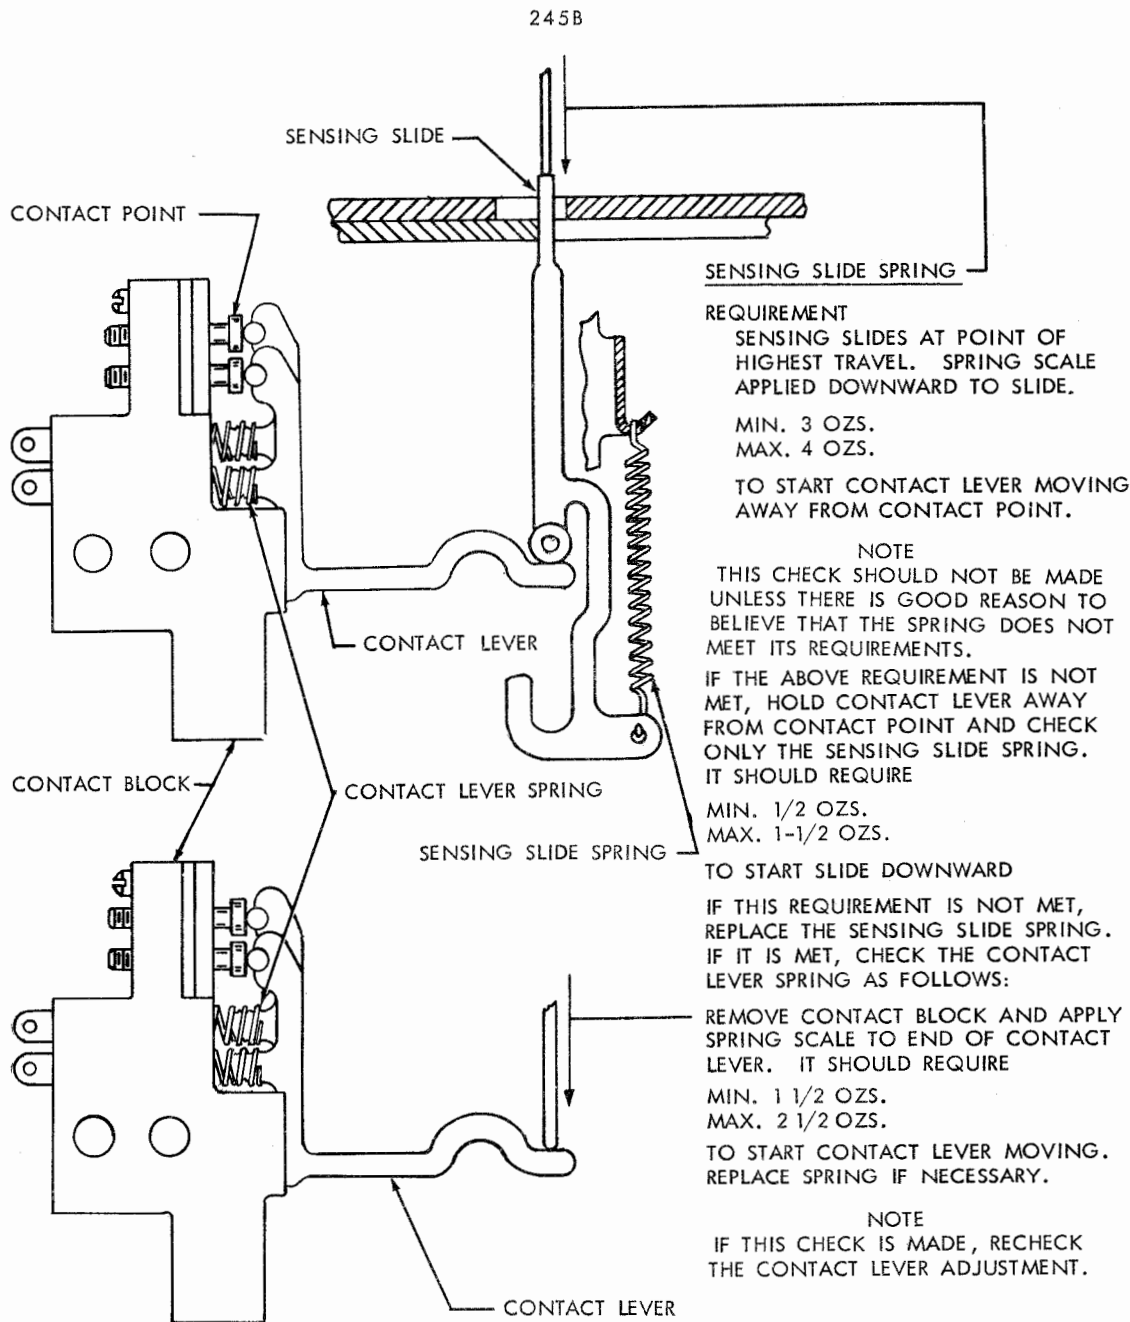 245B
SENSING SLIDE
CONTACT POINT
SENSING SLIDE SPRING
REQUIREMENT
SENSING SLIDES AT POINT OF
HIGHEST TRAVEL. SPRING SCALE
APPLIED DOWNWARD TO SLIDE.
MIN. 3 OZS.
MAX. 4 OZS.
TO START CONTACT LEVER MOVING
AWAY FROM CONTACT POINT.
NOTE
THIS CHECK SHOULD NOT BE MADE
UNLESS THERE IS GOOD REASON TO
BELIEVE THAT THE SPRING DOES NOT
MEET ITS REQUIREMENTS.
IF THE ABOVE REQUIREMENT IS NOT
MET, HOLD CONTACT LEVER AWAY
FROM CONTACT POINT AND CHECK
ONLY THE SENSING SLIDE SPRING.
IT SHOULD REQUIRE
MIN. 1/2 OZS.
MAX. 1-1/2 OZS.
TO START SLIDE DOWNWARD
IF THIS REQUIREMENT IS NOT MET,
REPLACE THE SENSING SLIDE SPRING.
IF IT IS MET, CHECK THE CONTACT
LEVER SPRING AS FOLLOWS:
REMOVE CONTACT BLOCK AND APPLY
SPRING SCALE TO END OF CONTACT
LEVER. IT SHOULD REQUIRE
MIN. 1 1/2 OZS.
MAX. 2 1/2 OZS.
TO START CONTACT LEVER MOVING.
REPLACE SPRING IF NECESSARY.
NOTE
IF THIS CHECK IS MADE, RECHECK
THE CONTACT LEVER ADJUSTMENT.
CONTACT LEVER
CONTACT BLOCK
CONTACT LEVER SPRING
SENSING SLIDE SPRING
CONTACT LEVER